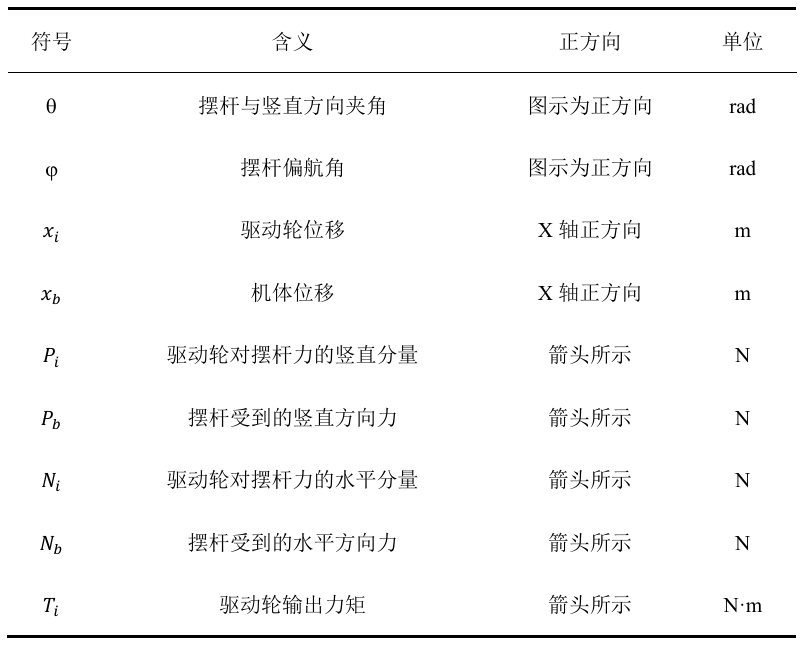 符号 含义 正方向 单位
θ 摆杆与竖直方向夹角 图示为正方向 rad
φ 摆杆偏航角 图示为正方向 rad
x_i 驱动轮位移 X 轴正方向 m
x_b 机体位移 X 轴正方向 m
P_i 驱动轮对摆杆力的竖直分量 箭头所示 N
P_b 摆杆受到的竖直方向力 箭头所示 N
N_i 驱动轮对摆杆力的水平分量 箭头所示 N
N_b 摆杆受到的水平方向力 箭头所示 N
T_i 驱动轮输出力矩 箭头所示 N·m